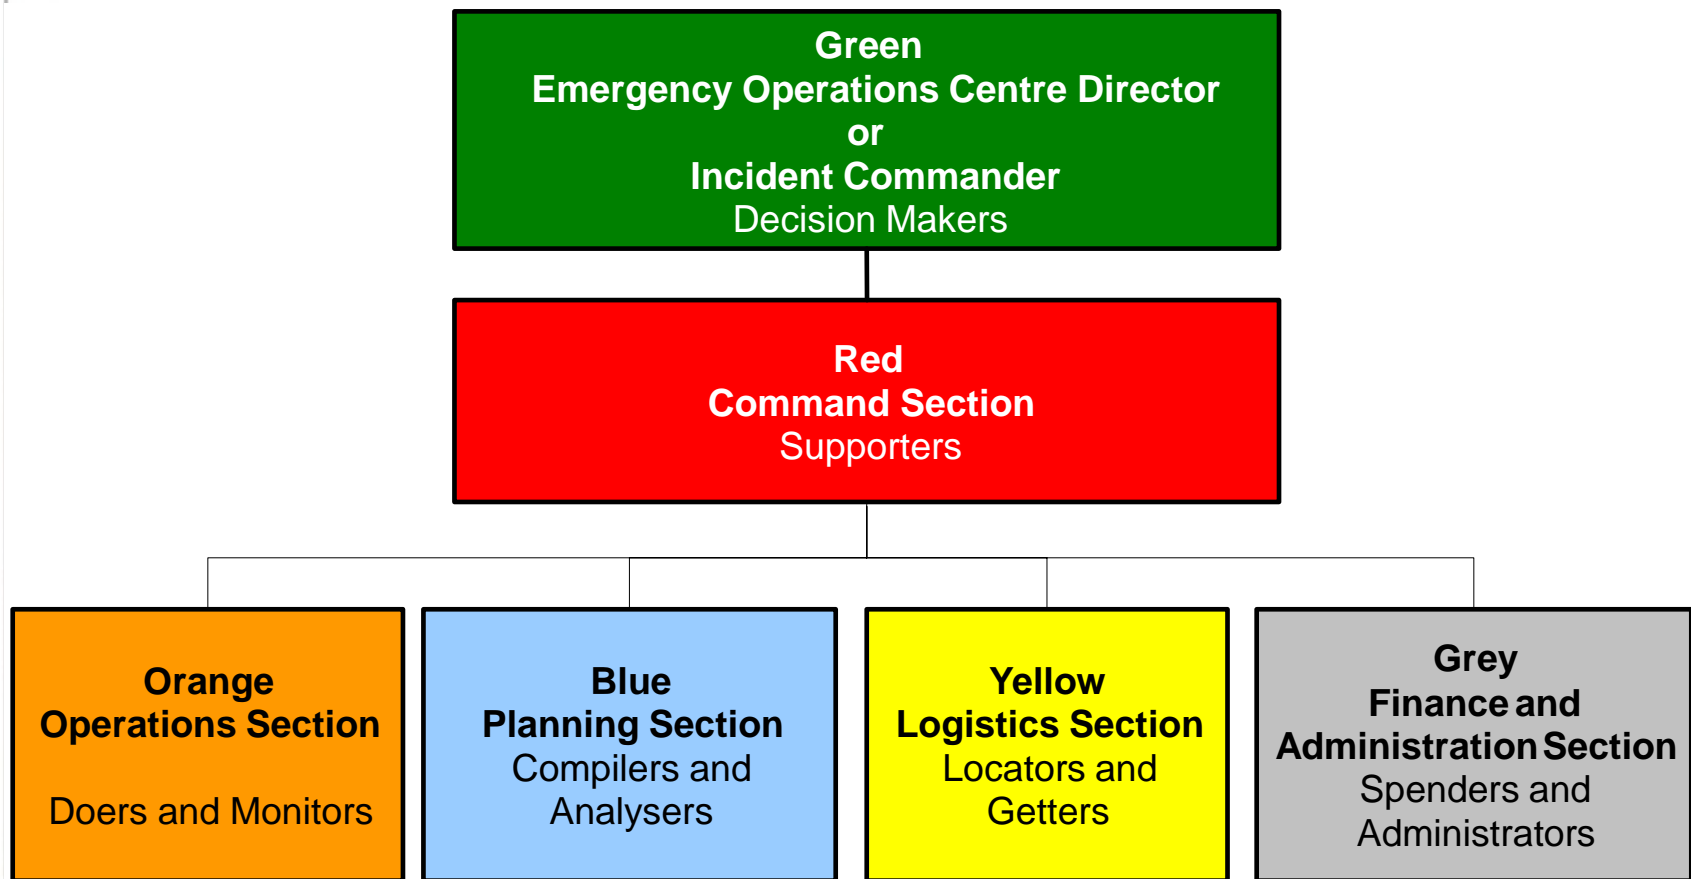 Green
Emergency Operations Centre Director
or
Incident Commander
Decision Makers
Red
Command Section
Supporters
Orange
Operations Section
Doers and Monitors
Blue
Planning Section
Compilers and
Analysers
Yellow
Logistics Section
Locators and
Getters
Grey
Finance and
Administration Section
Spenders and
Administrators